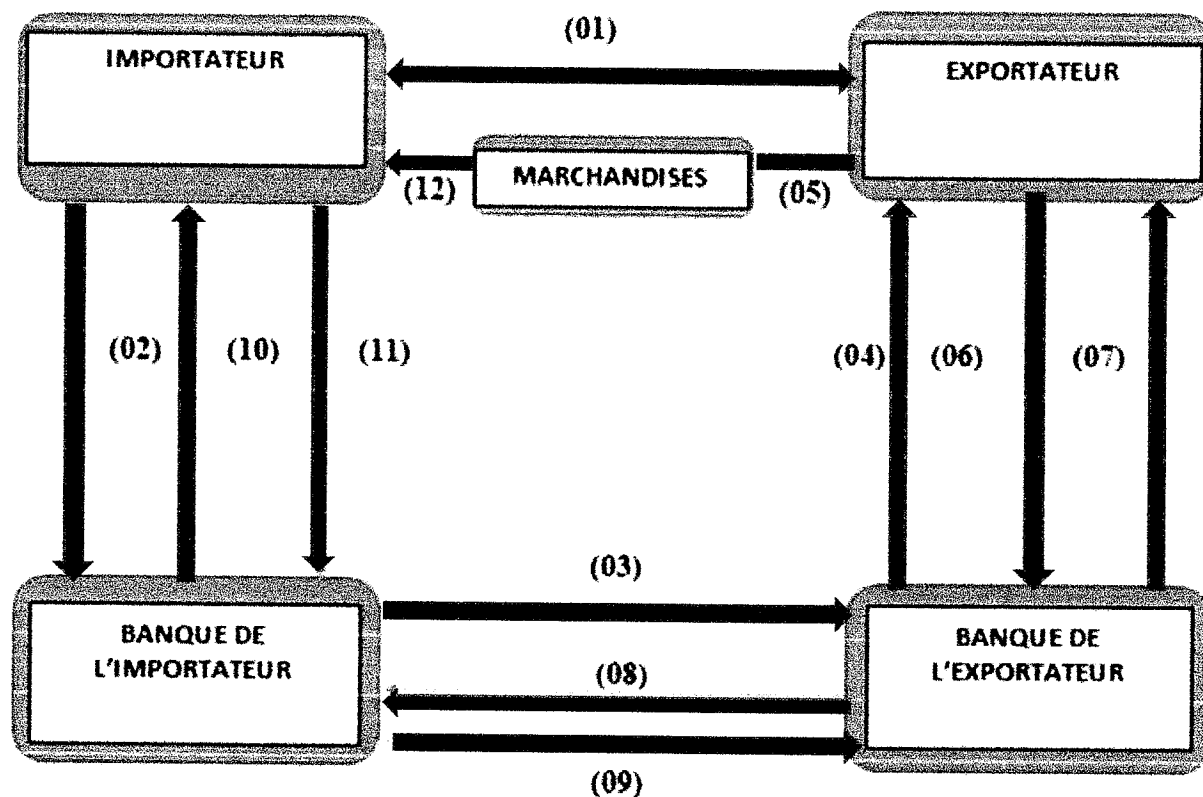 (01)
IMPORTATEUR
EXPORTATEUR
MARCHANDISES
(12)
(05)
(02)
(10)
(11)
(04)
(06)
(07)
(03)
BANQUE DE
L'IMPORTATEUR
BANQUE DE
L'EXPORTATEUR
(08)
(09)